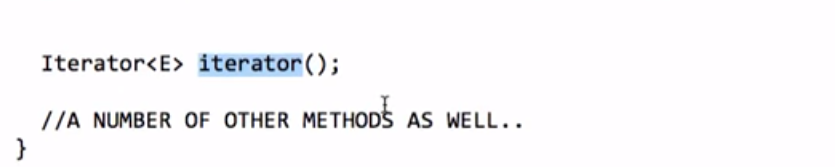 Iterator<E> iterator();
//A NUMBER OF OTHER METHODS AS WELL..
}